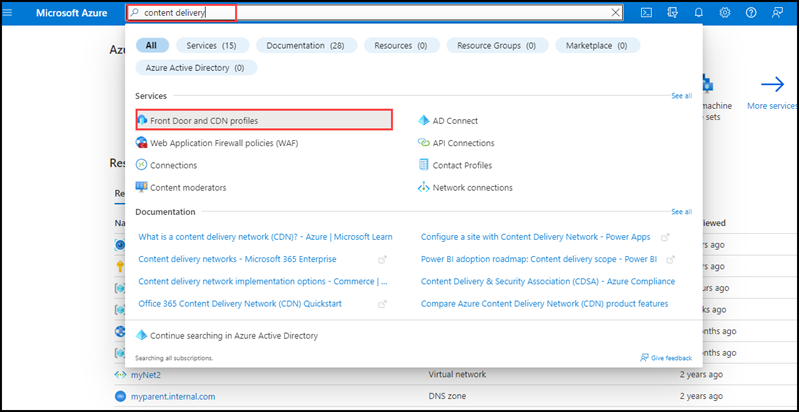 Microsoft Azure
content delivery
All
Services (15)
Documentation (28)
Resources (0)
Resource Groups (0)
Marketplace (0)
Azure Active Directory (0)
Services
See all
Front Door and CDN profiles
AD Connect
Web Application Firewall policies (WAF)
API Connections
Connections
Contact Profiles
Content moderators
Network connections
Documentation
See all
What is a content delivery network (CDN)? - Azure | Microsoft Learn
Configure a site with Content Delivery Network - Power Apps
Content delivery networks - Microsoft 365 Enterprise
Power BI adoption roadmap: Content delivery scope - Power BI
Content delivery network implementation options - Commerce | ...
Content Delivery & Security Association (CDSA) - Azure Compliance
Office 365 Content Delivery Network (CDN) Quickstart
Compare Azure Content Delivery Network (CDN) product features
Continue searching in Azure Active Directory
Searching all subscriptions.
Give feedback
Azu
machine
e sets
More services
Res
Re
Na
iewed
rs ago
ys ago
urs ago
ks ago
onths ago
rs ago
myNet2
Virtual network
2 years ago
myparent.internal.com
DNS zone
2 years ago